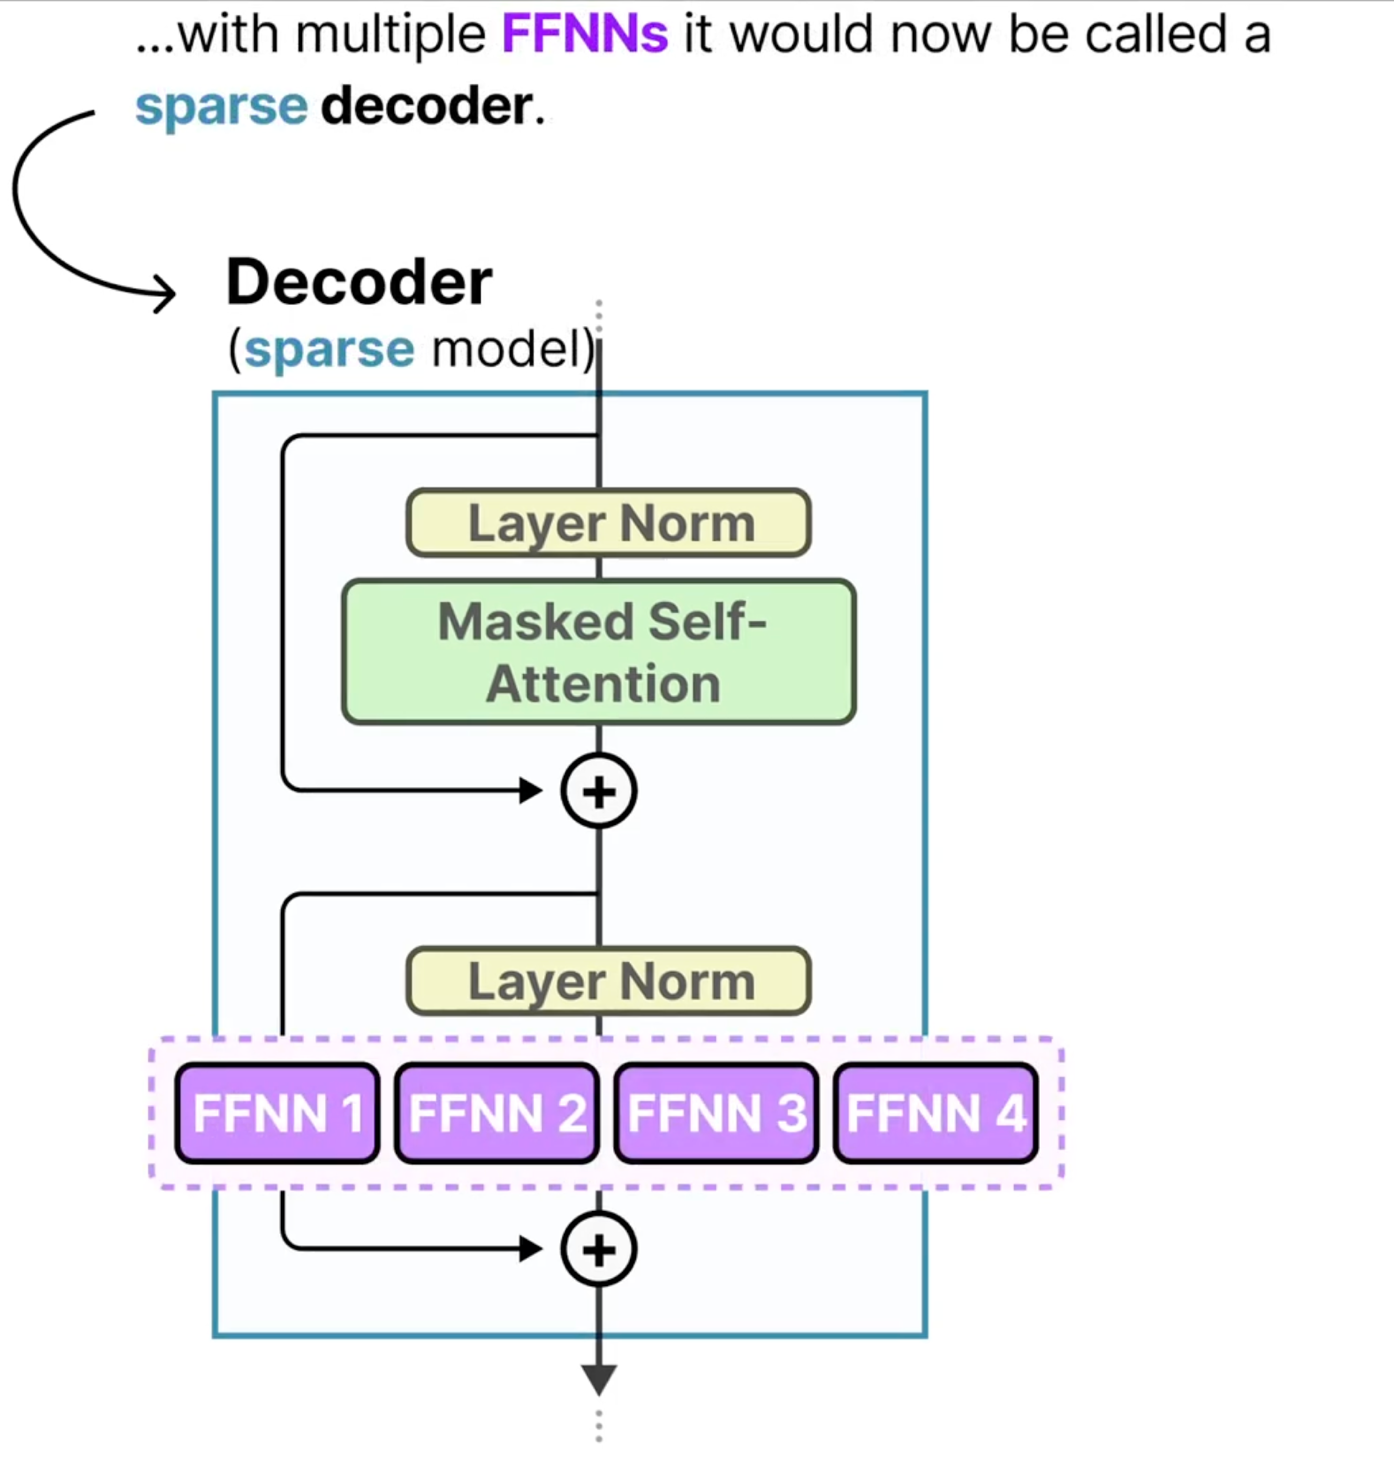 ...with multiple FFNNs it would now be called a
sparse decoder.
Decoder
(sparse model)
Layer Norm
Masked Self-
Attention
+
Layer Norm
FFNN 1
FFNN 2
FFNN 3
FFNN 4
+